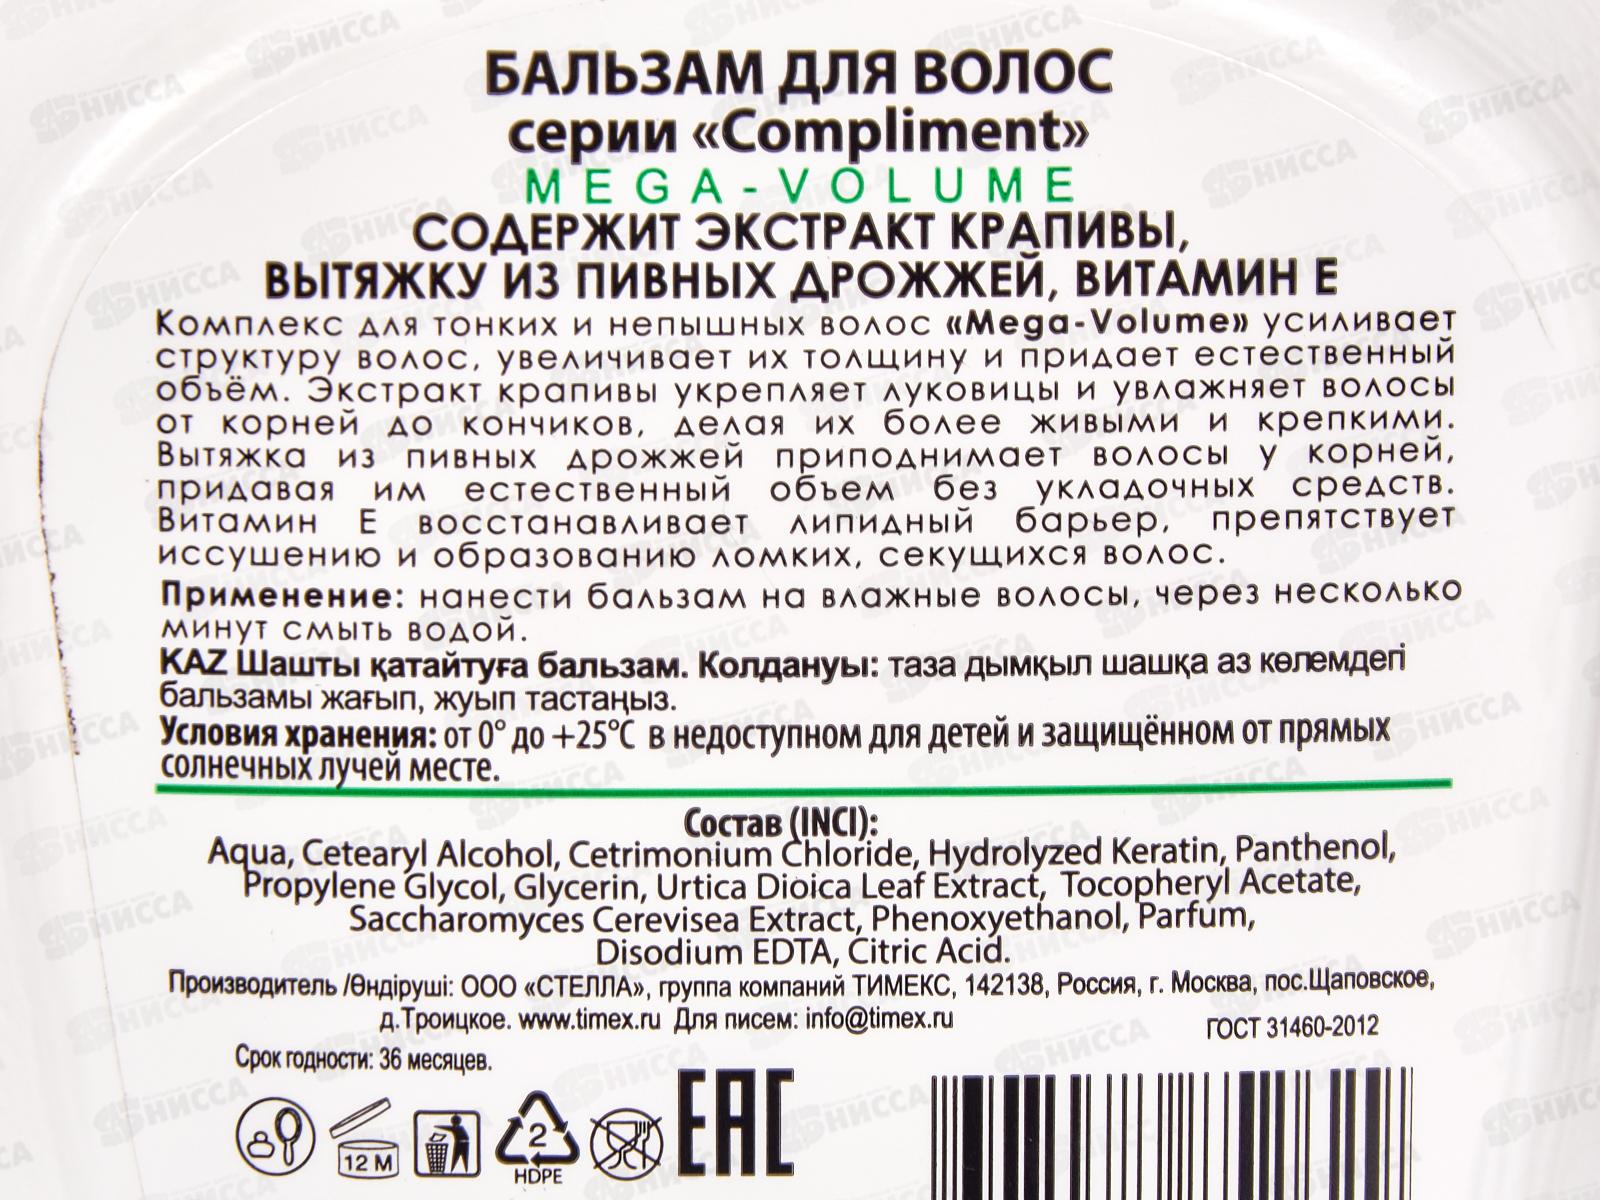 БАЛЬЗАМ ДЛЯ ВОЛОС
серии «Compliment»
MEGA-VOLUME
СОДЕРЖИТ ЭКСТРАКТ КРАПИВЫ,
ВЫТЯЖКУ ИЗ ПИВНЫХ ДРОЖЖЕЙ, ВИТАМИН Е
Комплекс для тонких и непышных волос «Mega-Volume» усиливает
структуру волос, увеличивает их толщину и придает естественный
объём. Экстракт крапивы укрепляет луковицы и увлажняет волосы
от корней до кончиков, делая их более живыми и крепкими.
Вытяжка из пивных дрожжей приподнимает волосы у корней,
придавая им естественный объем без укладочных средств.
Витамин Е восстанавливает липидный барьер, препятствует
иссушению и образованию ломких, секущихся волос.
Применение: нанести бальзам на влажные волосы, через несколько
минут смыть водой.
KAZ Шашты қатайтуға бальзам. Колдануы: таза дымқыл шашқа аз көлемдегі
бальзамы жағып, жуып тастаңыз.
Условия хранения: от 0° до +25°С в недоступном для детей и защищённом от прямых
солнечных лучей месте.
Состав (INCI):
Aqua, Cetearyl Alcohol, Cetrimonium Chloride, Hydrolyzed Keratin, Panthenol,
Propylene Glycol, Glycerin, Urtica Dioica Leaf Extract, Tocopheryl Acetate,
Saccharomyces Cerevisea Extract, Phenoxyethanol, Parfum,
Disodium EDTA, Citric Acid.
Производитель /Өндіруші: ООО «СТЕЛЛА», группа компаний ТИМЕКС, 142138, Россия, г. Москва, пос.Щаповское,
д.Троицкое. www.timex.ru Для писем: info@timex.ru
ГОСТ 31460-2012
Срок годности: 36 месяцев.
12 M
2
HDPE
ЕАС
НИССА